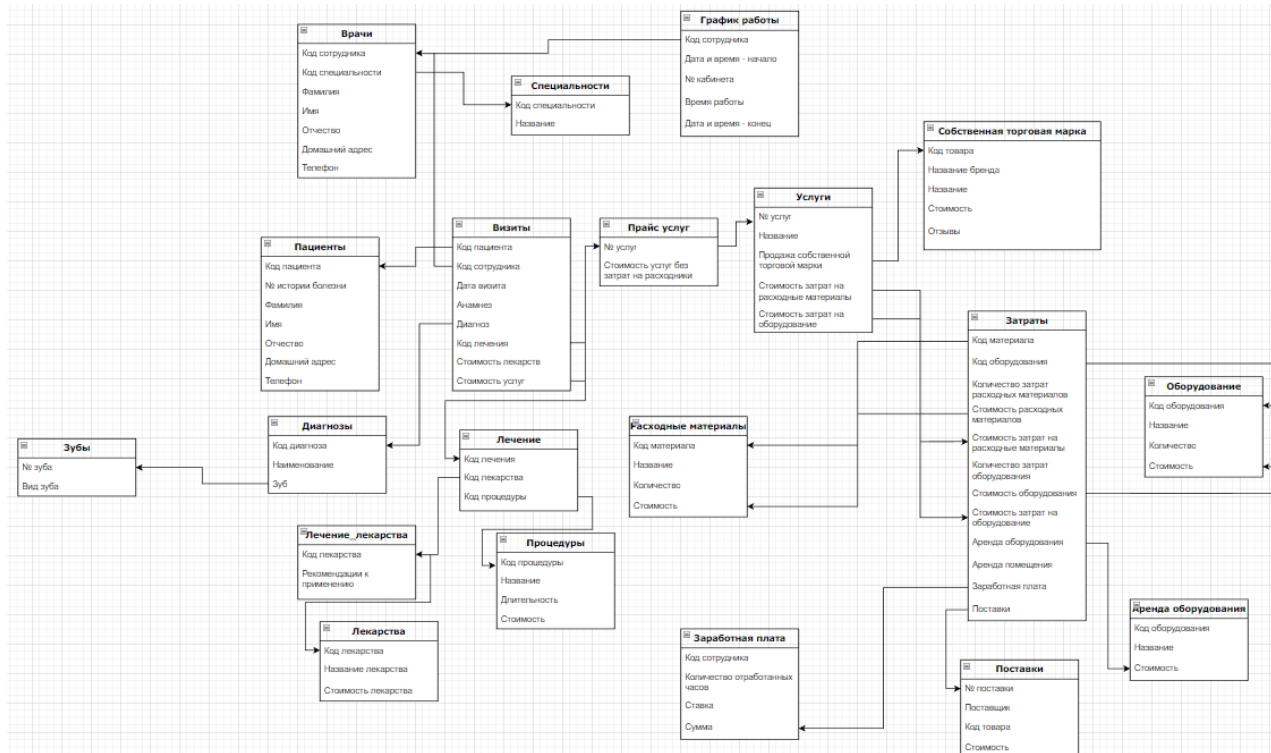 Врачи
Код сотрудника
Код специальности
Фамилия
Имя
Отчество
Домашний адрес
Телефон
График работы
Код сотрудника
Дата и время - начало
№ кабинета
Время работы
Дата и время - конец
Специальности
Код специальности
Название
Собственная торговая марка
Код товара
Название бренда
Название
Стоимость
Отзывы
Услуги
№ услуг
Название
Продажа собственной
торговой марки
Стоимость затрат на
расходные материалы
Стоимость затрат на
оборудование
Прайс услуг
№ услуг
Стоимость услуг без
затрат на расходники
Визиты
Код пациента
Код сотрудника
Дата визита
Анамнез
Диагноз
Код лечения
Стоимость лекарств
Стоимость услуг
Пациенты
Код пациента
№ истории болезни
Фамилия
Имя
Отчество
Домашний адрес
Телефон
Затраты
Код материала
Код оборудования
Количество затрат
расходных материалов
Стоимость расходных
материалов
Стоимость затрат на
расходные материалы
Количество затрат
оборудования
Стоимость оборудования
Стоимость затрат на
оборудование
Аренда оборудования
Аренда помещения
Заработная плата
Поставки
Оборудование
Код оборудования
Название
Количество
Стоимость
Зубы
№ зуба
Вид зуба
Диагнозы
Код диагноза
Наименование
Зуб
Лечение
Код лечения
Код лекарства
Код процедуры
Расходные материалы
Код материала
Название
Количество
Стоимость
Лечение_лекарства
Код лекарства
Рекомендации к
применению
Процедуры
Код процедуры
Название
Длительность
Стоимость
Лекарства
Код лекарства
Название лекарства
Стоимость лекарства
Заработная плата
Код сотрудника
Количество отработанных
часов
Ставка
Сумма
Аренда оборудования
Код оборудования
Название
Стоимость
Поставки
№ поставки
Поставщик
Код товара
Стоимость